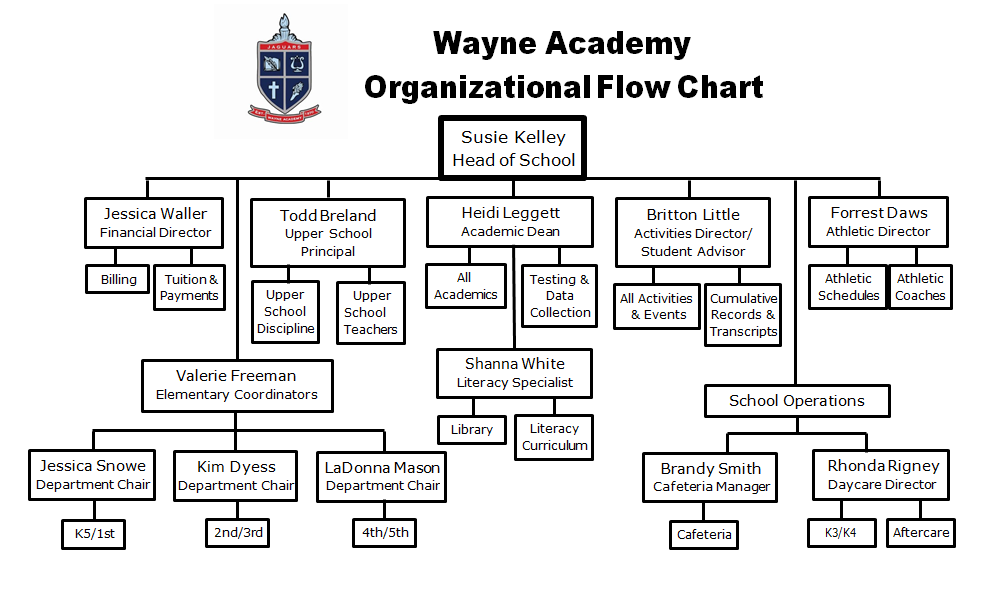 JAGUARS
WAYNE ACADEMY
Wayne Academy
Organizational Flow Chart
Susie Kelley
Head of School
Jessica Waller
Financial Director
Billing
Tuition &
Payments
Todd Breland
Upper School
Principal
Upper
School
Discipline
Upper
School
Teachers
Heidi Leggett
Academic Dean
All
Academics
Testing &
Data
Collection
Britton Little
Activities Director/
Student Advisor
All Activities
& Events
Cumulative
Records &
Transcripts
Forrest Daws
Athletic Director
Athletic
Schedules
Athletic
Coaches
Valerie Freeman
Elementary Coordinators
Shanna White
Literacy Specialist
Library
Literacy
Curriculum
School Operations
Jessica Snowe
Department Chair
K5/1st
Kim Dyess
Department Chair
2nd/3rd
LaDonna Mason
Department Chair
4th/5th
Brandy Smith
Cafeteria Manager
Cafeteria
Rhonda Rigney
Daycare Director
K3/K4
Aftercare